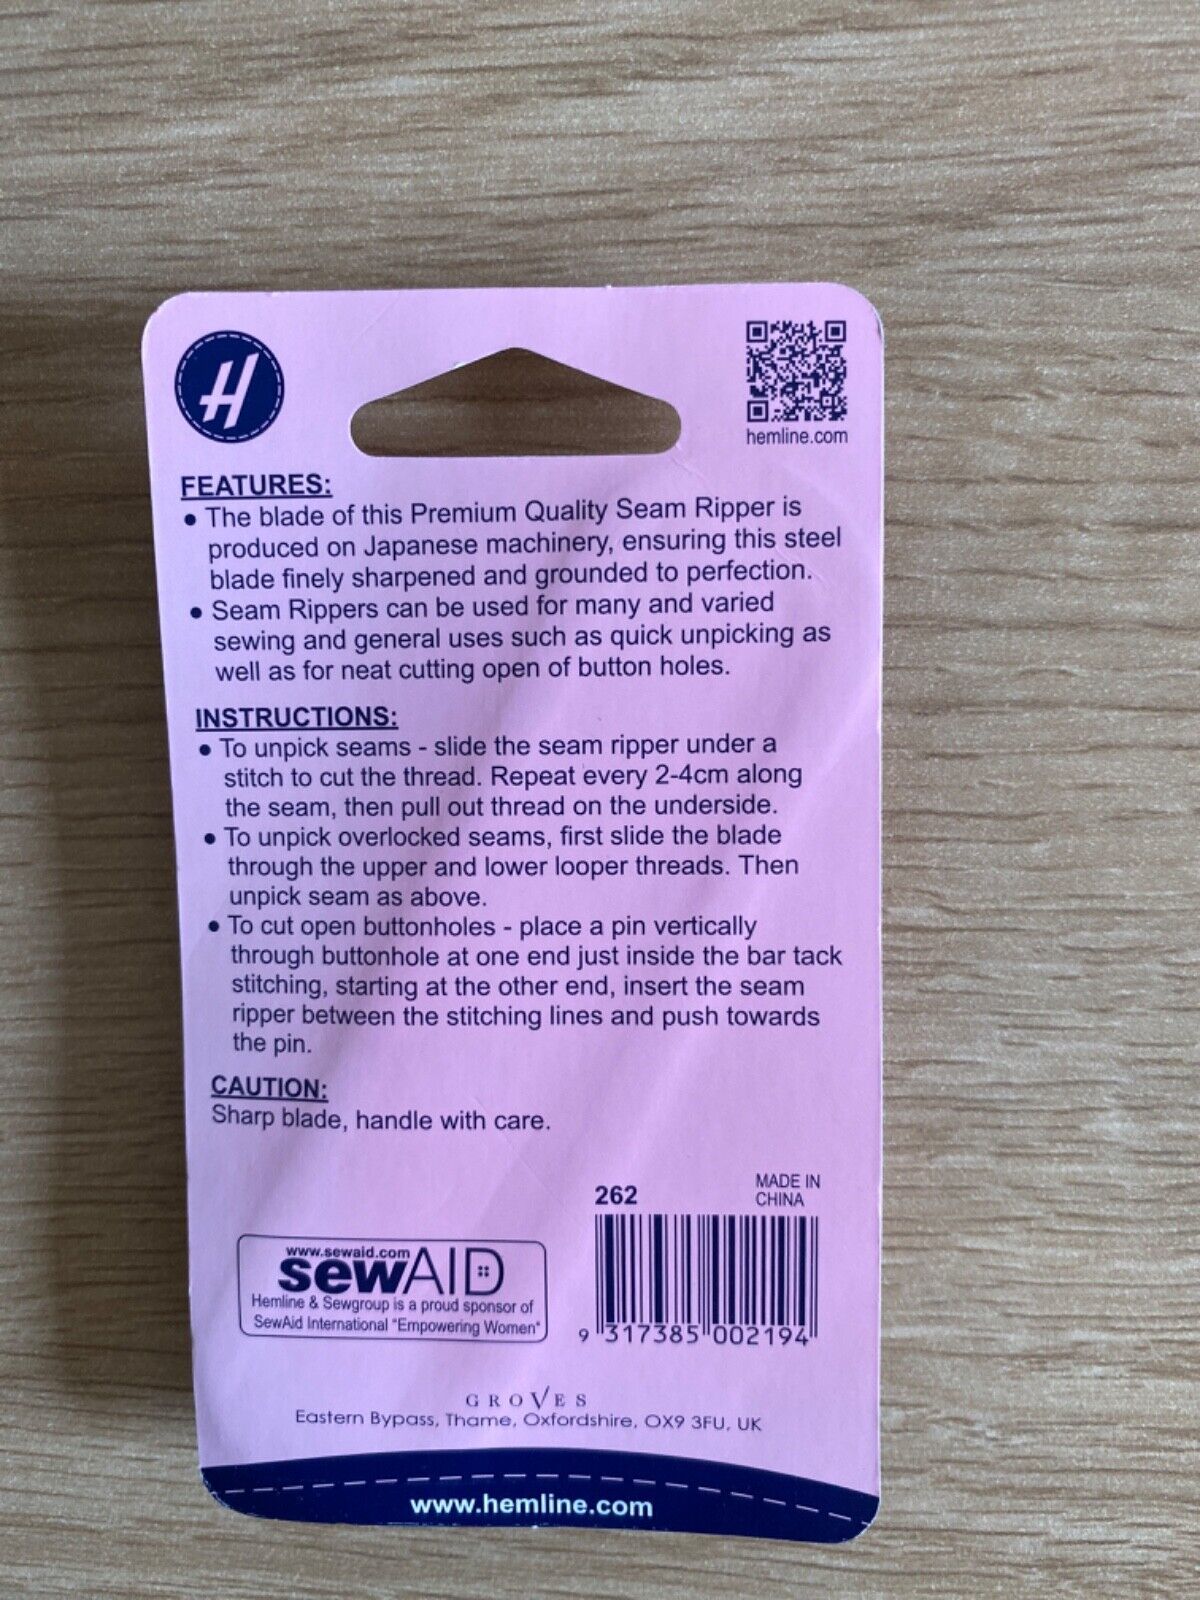 H
hemline.com
FEATURES:
• The blade of this Premium Quality Seam Ripper is
produced on Japanese machinery, ensuring this steel
blade finely sharpened and grounded to perfection.
• Seam Rippers can be used for many and varied
sewing and general uses such as quick unpicking as
well as for neat cutting open of button holes.
INSTRUCTIONS:
• To unpick seams - slide the seam ripper under a
stitch to cut the thread. Repeat every 2-4cm along
the seam, then pull out thread on the underside.
• To unpick overlocked seams, first slide the blade
through the upper and lower looper threads. Then
unpick seam as above.
• To cut open buttonholes - place a pin vertically
through buttonhole at one end just inside the bar tack
stitching, starting at the other end, insert the seam
ripper between the stitching lines and push towards
the pin.
CAUTION:
Sharp blade, handle with care.
262
MADE IN
CHINA
www.sewaid.com
sewAID
Hemline & Sewgroup is a proud sponsor of
SewAid International "Empowering Women"
9 317385 002194
GROVES
Eastern Bypass, Thame, Oxfordshire, OX9 3FU, UK
www.hemline.com